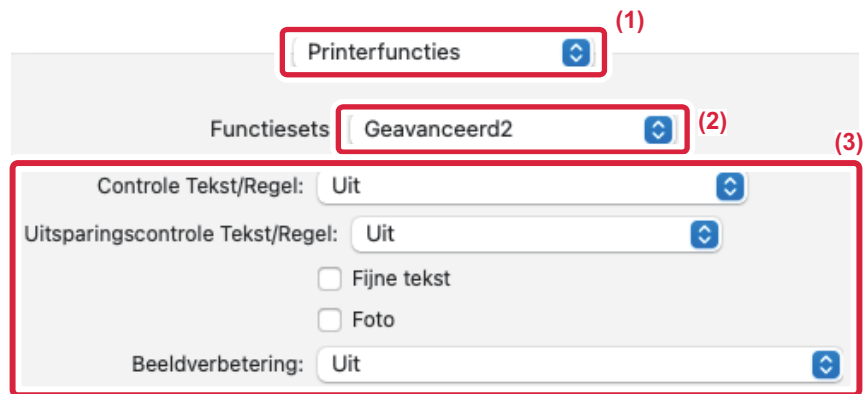 (1)
Printerfuncties
Functiesets Geavanceerd2 (2)
(3)
Controle Tekst/Regel: Uit
Uitsparingscontrole Tekst/Regel: Uit
Fijne tekst
Foto
Beeldverbetering: Uit